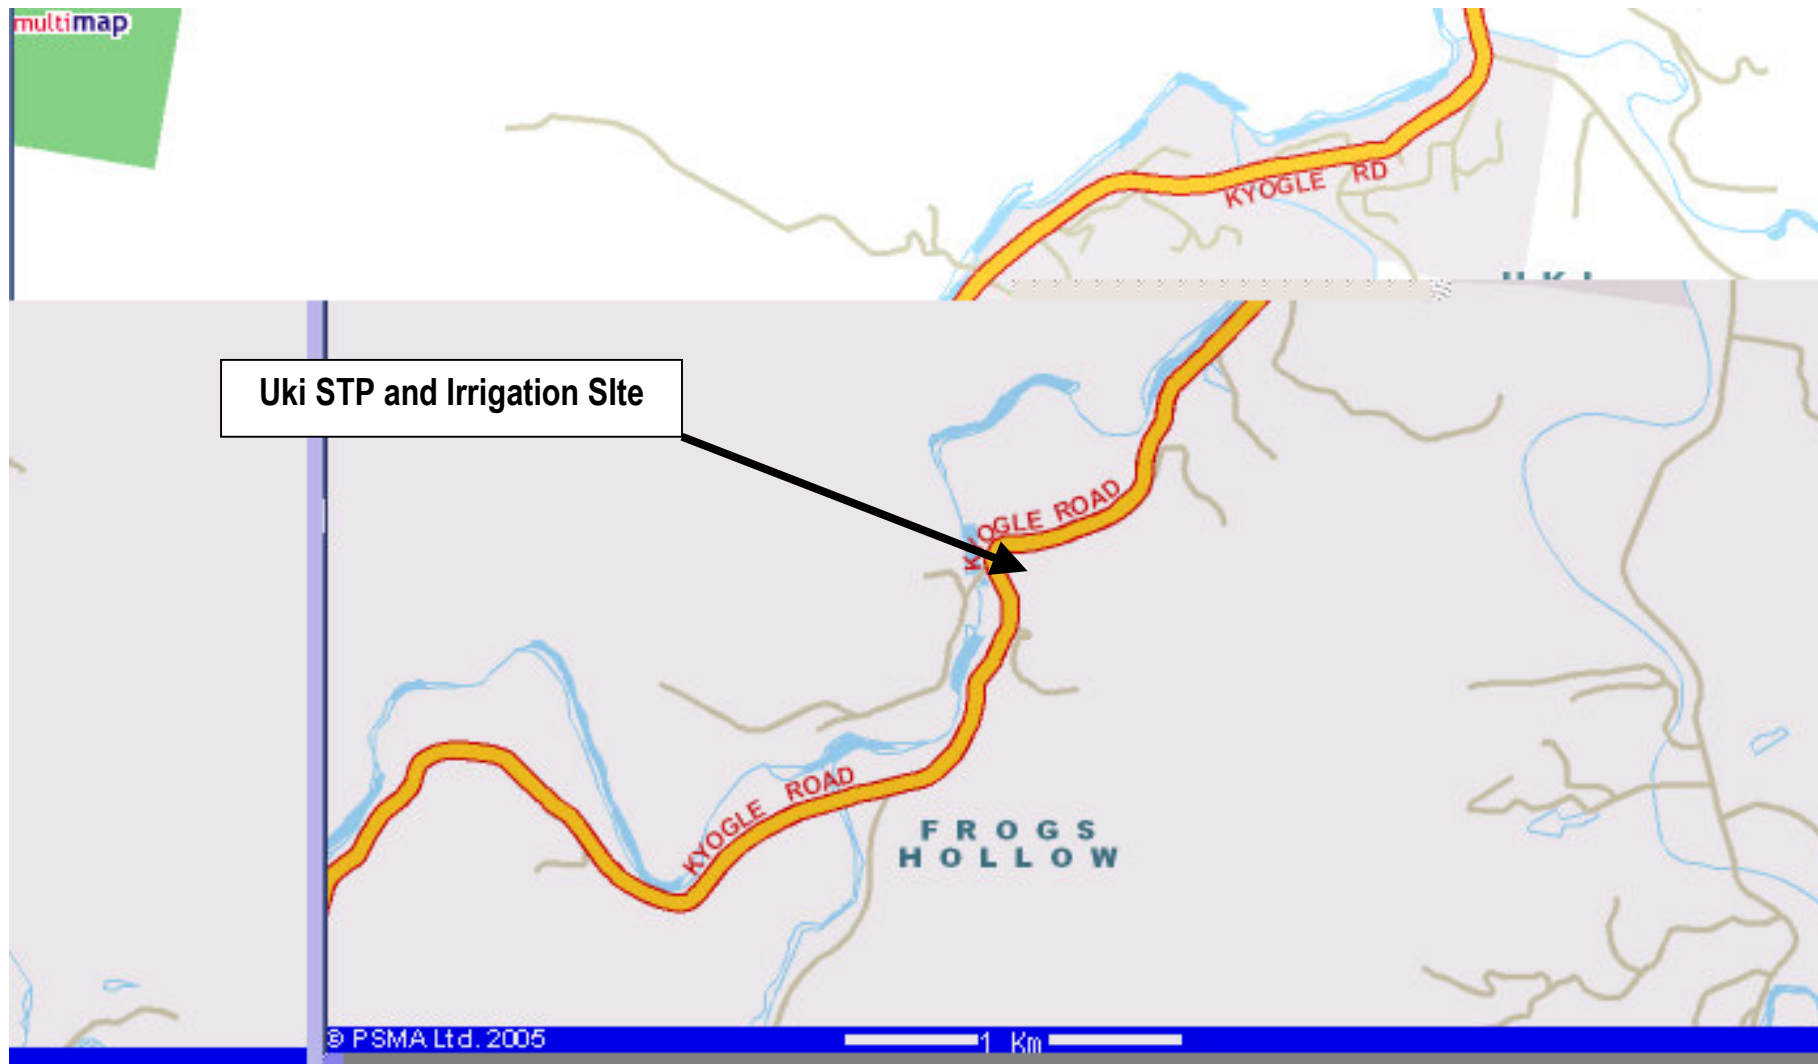 multimap
KYOGLE RD
UKI
Uki STP and Irrigation SIte
KYOGLE ROAD
KYOGLE ROAD
FROGS
HOLLOW
© PSMA Ltd. 2005
1 Km